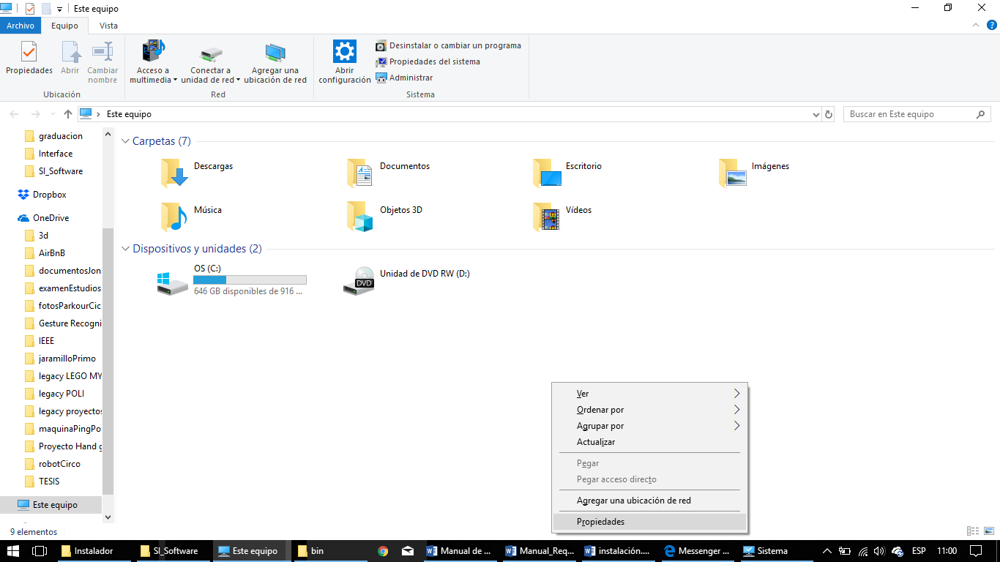 Este equipo
Archivo
Equipo
Vista
Propiedades
Abrir
Cambiar
nombre
Ubicación
Acceso a
multimedia
Conectar a
unidad de red
Agregar una
ubicación de red
Red
Abrir
configuración
Desinstalar o cambiar un programa
Propiedades del sistema
Administrar
Sistema
Este equipo
Buscar en Este equipo
graduacion
Interface
SI_Software
Dropbox
OneDrive
3d
AirBnB
documentosJona
examenEstudios
fotosParkourCic
Gesture Recogni
IEEE
jaramilloPrimo
legacy LEGO MY
legacy POLI
legacy proyectos
maquinaPingPo
Proyecto Hand g
robotCirco
TESIS
Este equipo
Carpetas (7)
Descargas
Documentos
Escritorio
Imágenes
Música
Objetos 3D
Vídeos
Dispositivos y unidades (2)
OS (C:)
646 GB disponibles de 916 ...
DVD
Unidad de DVD RW (D:)
Ver
Ordenar por
Agrupar por
Actualizar
Pegar
Pegar acceso directo
Agregar una ubicación de red
Propiedades
9 elementos
Instalador
SI_Software
Este equipo
bin
Manual de ...
Manual_Req...
instalación....
Messenger ...
Sistema
ESP
11:00